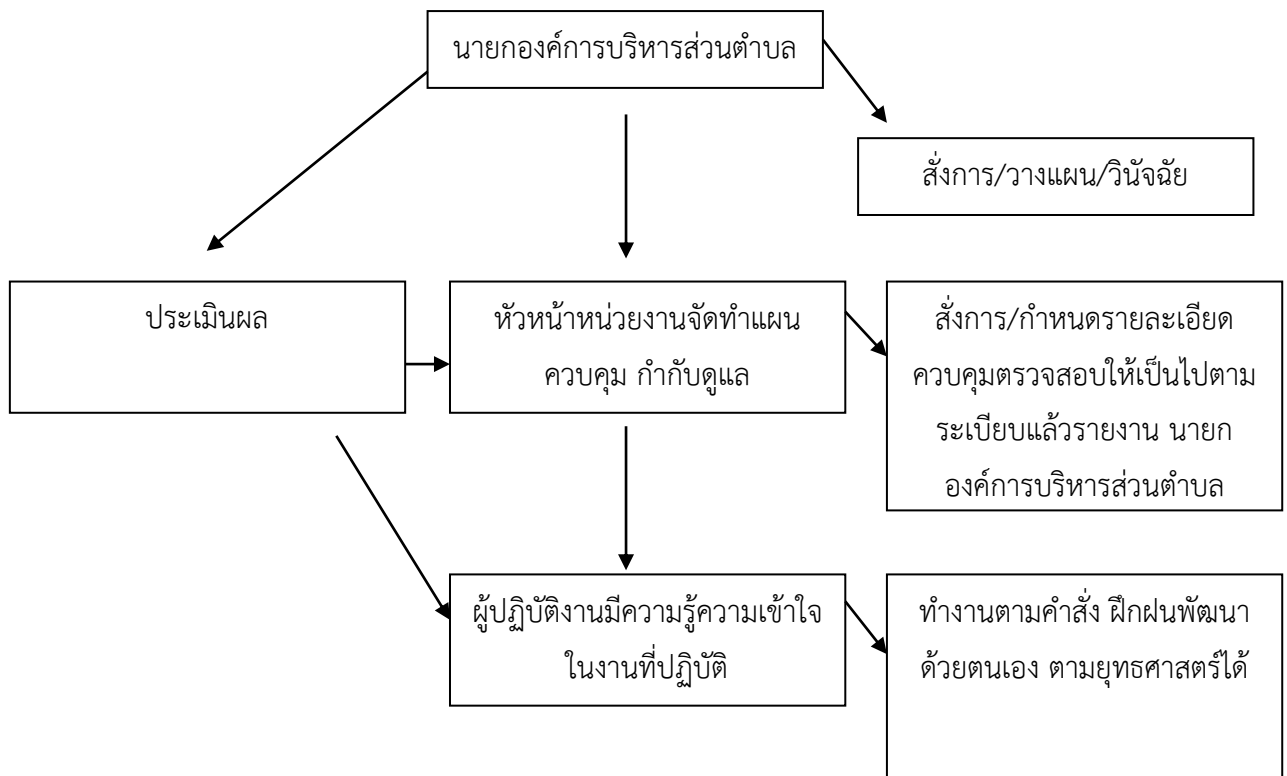 นายกองค์การบริหารส่วนตำบล
สั่งการ/วางแผน/วินัจฉัย
ประเมินผล
หัวหน้าหน่วยงานจัดทำแผน
ควบคุม กำกับดูแล
สั่งการ/กำหนดรายละเอียด
ควบคุมตรวจสอบให้เป็นไปตาม
ระเบียบแล้วรายงาน นายก
องค์การบริหารส่วนตำบล
ผู้ปฏิบัติงานมีความรู้ความเข้าใจ
ในงานที่ปฏิบัติ
ทำงานตามคำสั่ง ฝึกฝนพัฒนา
ด้วยตนเอง ตามยุทธศาสตร์ได้